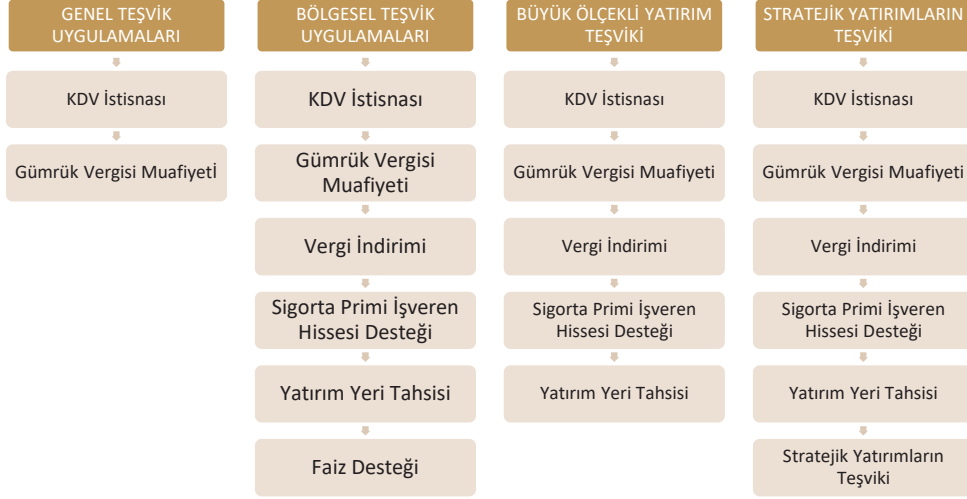 GENEL TEŞVİK
UYGULAMALARI
KDV İstisnası
Gümrük Vergisi Muafiyetİ
BÖLGESEL TEŞVİK
UYGULAMALARI
KDV İstisnası
Gümrük Vergisi
Muafiyeti
Vergi İndirimi
Sigorta Primi İşveren
Hissesi Desteği
Yatırım Yeri Tahsisi
Faiz Desteği
BÜYÜK ÖLÇEKLİ YATIRIM
TEŞVİKİ
KDV İstisnası
Gümrük Vergisi Muafiyeti
Vergi İndirimi
Sigorta Primi İşveren
Hissesi Desteği
Yatırım Yeri Tahsisi
STRATEJİK YATIRIMLARIN
TEŞVİKİ
KDV İstisnası
Gümrük Vergisi Muafiyeti
Vergi İndirimi
Sigorta Primi İşveren
Hissesi Desteği
Yatırım Yeri Tahsisi
Stratejik Yatırımların
Teşviki